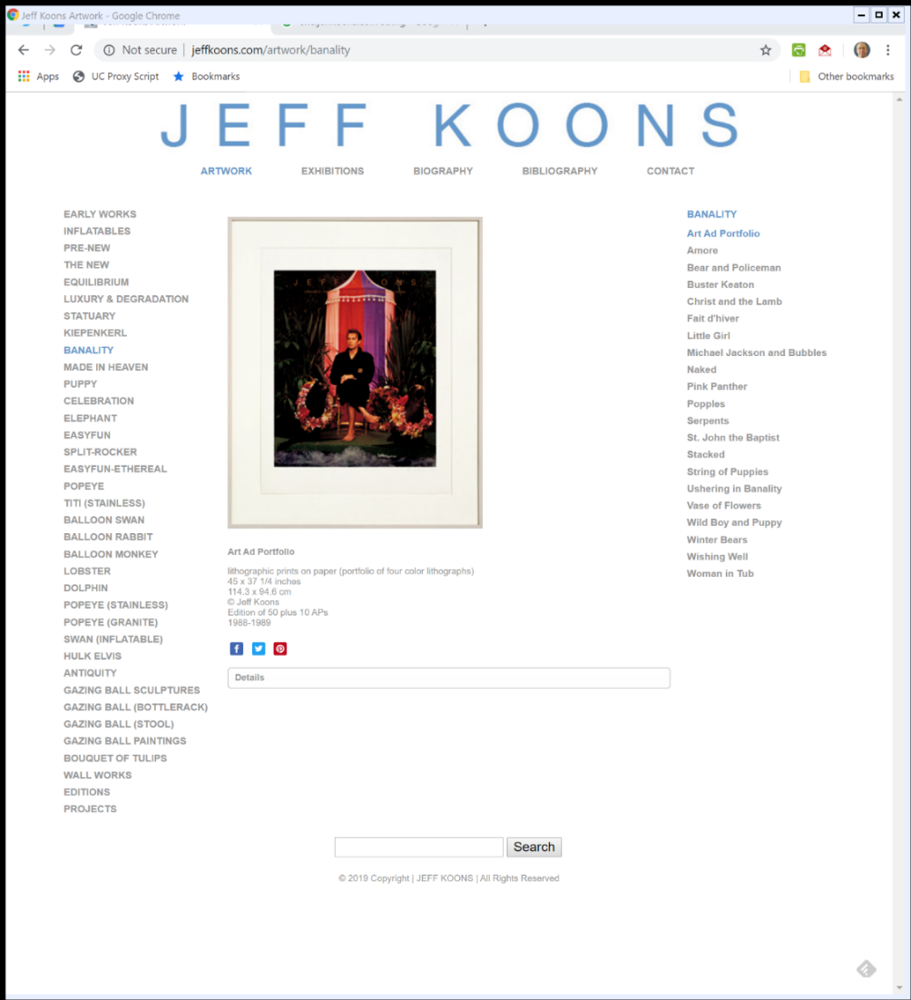 Jeff Koons Artwork - Google Chrome
Not secure | jeffkoons.com/artwork/banality
Apps UC Proxy Script Bookmarks Other bookmarks
JEFF KOONS
ARTWORK EXHIBITIONS BIOGRAPHY BIBLIOGRAPHY CONTACT
EARLY WORKS
INFLATABLES
PRE-NEW
THE NEW
EQUILIBRIUM
LUXURY & DEGRADATION
STATUARY
KIEPENKERL
BANALITY
MADE IN HEAVEN
PUPPY
CELEBRATION
ELEPHANT
EASYFUN
SPLIT-ROCKER
EASYFUN-ETHEREAL
POPEYE
TITI (STAINLESS)
BALLOON SWAN
BALLOON RABBIT
BALLOON MONKEY
LOBSTER
DOLPHIN
POPEYE (STAINLESS)
POPEYE (GRANITE)
SWAN (INFLATABLE)
HULK ELVIS
ANTIQUITY
GAZING BALL SCULPTURES
GAZING BALL (BOTTLERACK)
GAZING BALL (STOOL)
GAZING BALL PAINTINGS
BOUQUET OF TULIPS
WALL WORKS
EDITIONS
PROJECTS
Art Ad Portfolio
lithographic prints on paper (portfolio of four color lithographs)
45 x 37 1/4 inches
114.3 x 94.6 cm
© Jeff Koons
Edition of 50 plus 10 APs
1988-1989
Details
BANALITY
Art Ad Portfolio
Amore
Bear and Policeman
Buster Keaton
Christ and the Lamb
Fait d'hiver
Little Girl
Michael Jackson and Bubbles
Naked
Pink Panther
Popples
Serpents
St. John the Baptist
Stacked
String of Puppies
Ushering in Banality
Vase of Flowers
Wild Boy and Puppy
Winter Bears
Wishing Well
Woman in Tub
Search
© 2019 Copyright | JEFF KOONS | All Rights Reserved